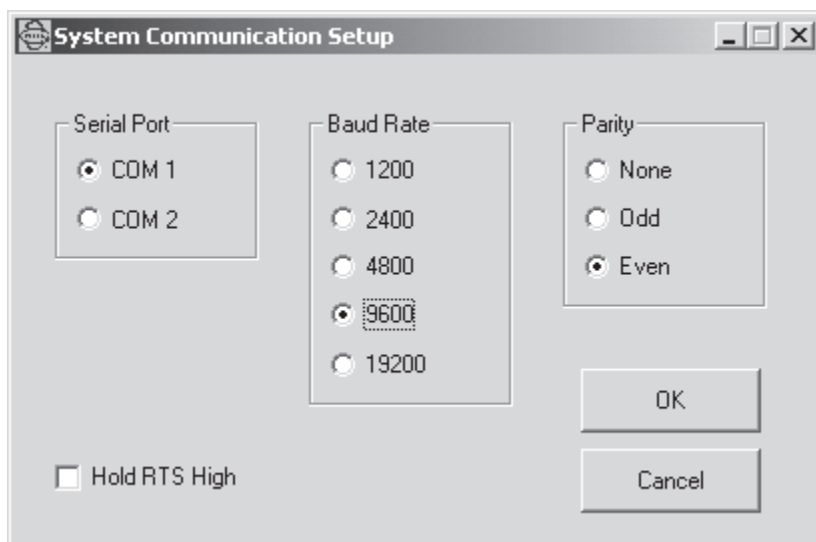 System Communication Setup
Serial Port
COM 1
COM 2
Baud Rate
1200
2400
4800
9600
19200
Parity
None
Odd
Even
Hold RTS High
OK
Cancel